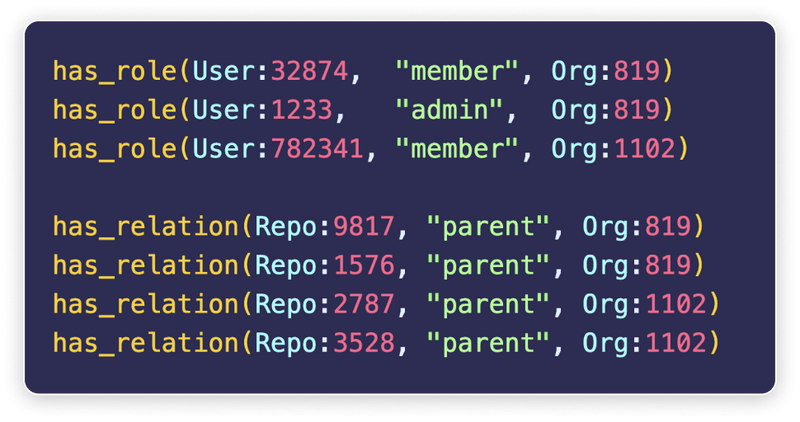 has_role(User:32874,  "member", Org:819)
has_role(User:1233,   "admin",  Org:819)
has_role(User:782341, "member", Org:1102)
has_relation(Repo:9817, "parent", Org:819)
has_relation(Repo:1576, "parent", Org:819)
has_relation(Repo:2787, "parent", Org:1102)
has_relation(Repo:3528, "parent", Org:1102)